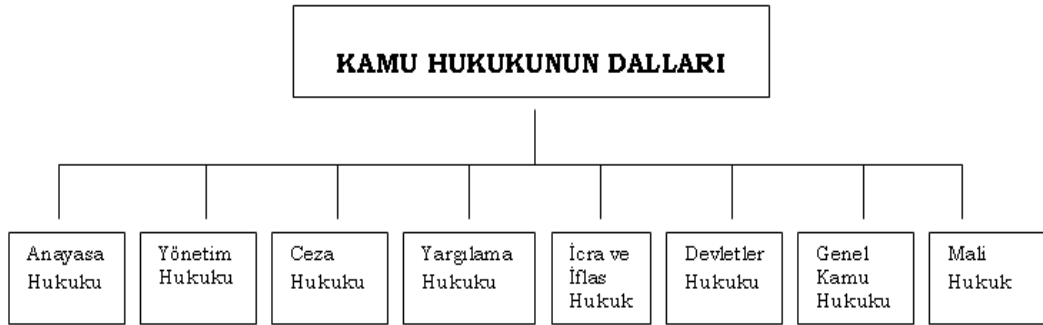 KAMU HUKUKUNUN DALLARI
Anayasa
Hukuku
Yönetim
Hukuku
Ceza
Hukuku
Yargılama
Hukuku
İcra ve
İflas
Hukuk
Devletler
Hukuku
Genel
Kamu
Hukuku
Mali
Hukuk